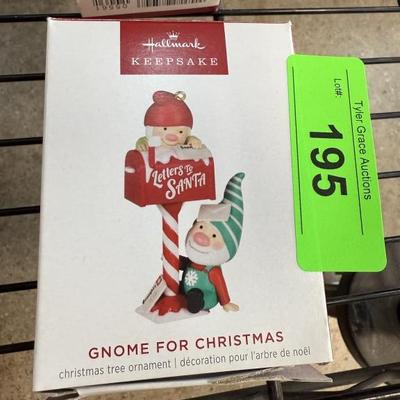 Hallmark
KEEPSAKE
Letters To
SANTA
GNOME FOR CHRISTMAS
christmas tree ornament | décoration pour l'arbre de noël
Tyler Grace Auctions
Lot#:
195